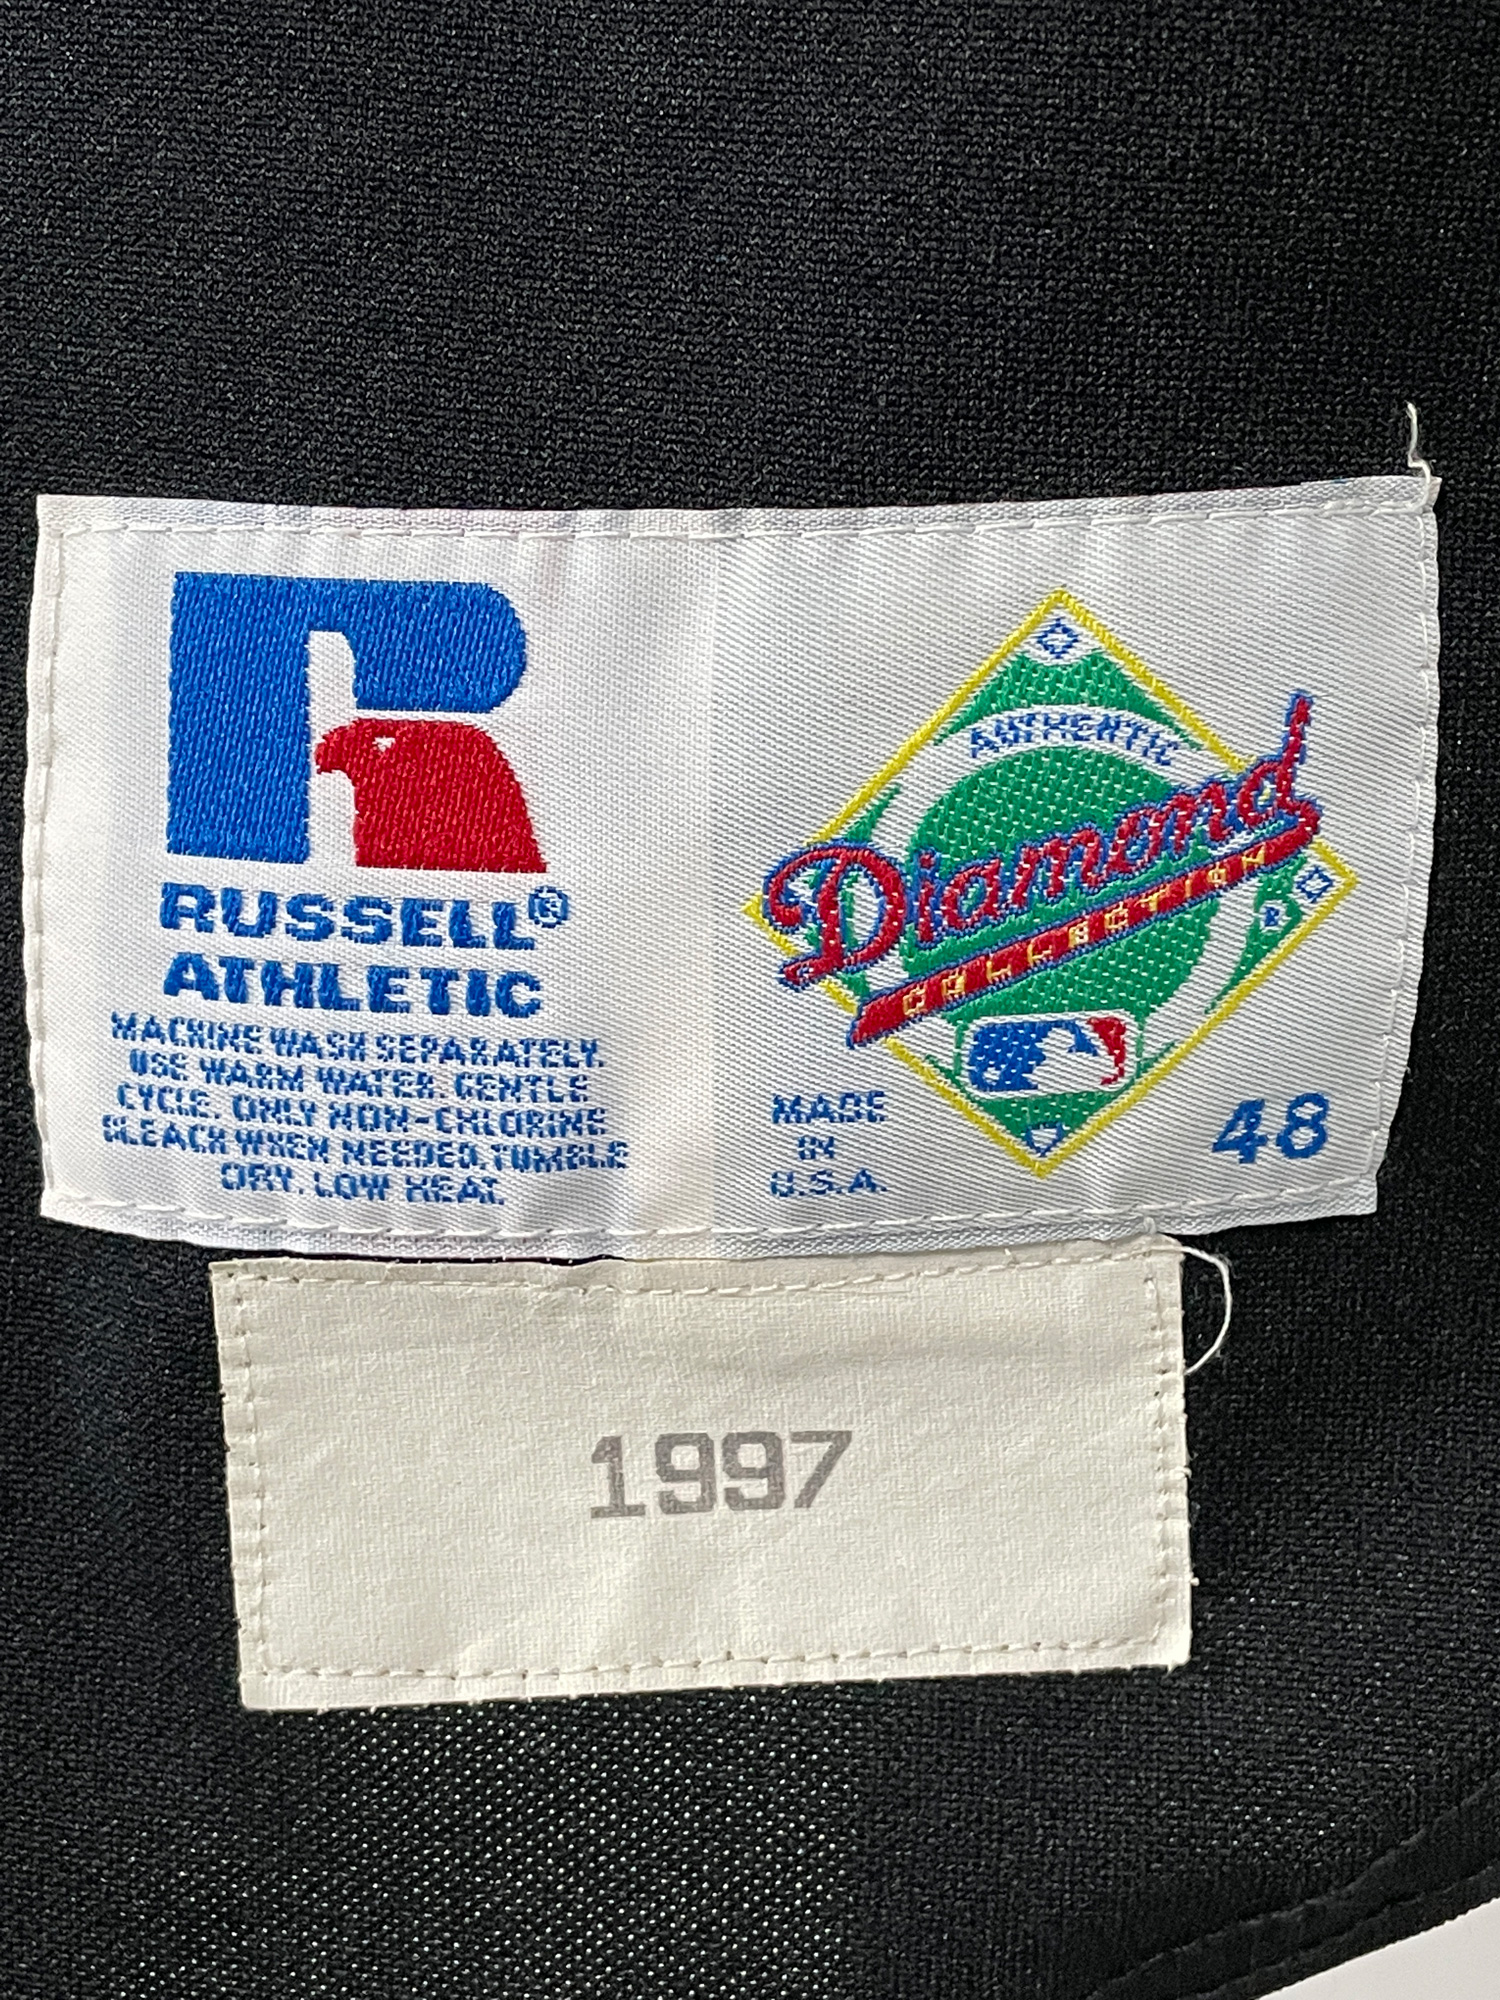 RUSSELL®
ATHLETIC
MACHINE WASH SEPARATELY.
USE WARM WATER. GENTLE
CYCLE. ONLY NON-CHLORINE
BLEACH WHEN NEEDED. TUMBLE
DRY. LOW HEAT.
AUTHENTIC
Diamond
COLLECTION
MADE
IN
U.S.A.
48
1997